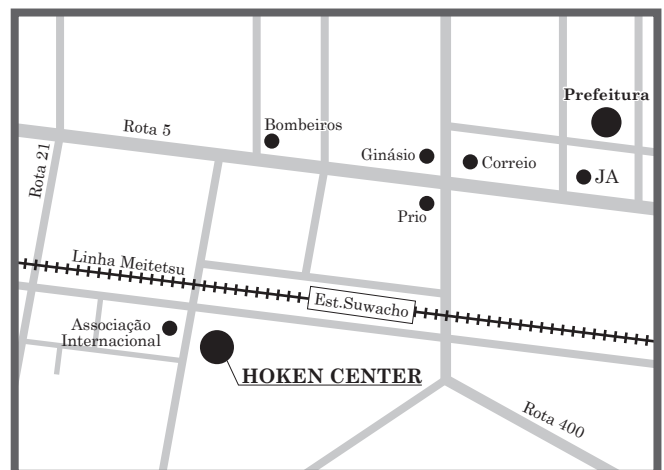 Prefeitura
Bombeiros
Rota 5
Ginásio
Correio
JA
Rota 21
Prio
Linha Meitetsu
Est.Suwacho
Associação
Internacional
HOKEN CENTER
Rota 400